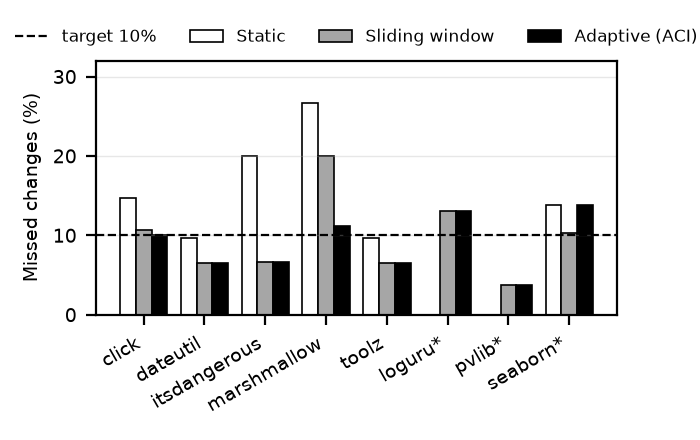 target 10% Static Sliding window Adaptive (ACI)
Missed changes (%)
30
20
10
0
click dateutil itsdangerous marshmallow toolz loguru* pvlib* seaborn*